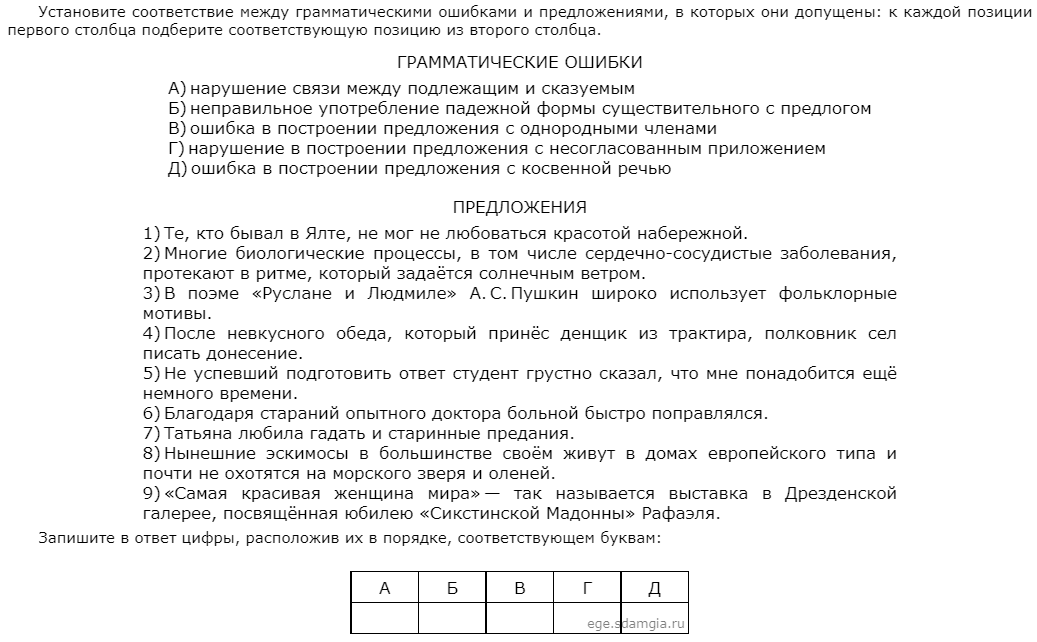 Установите соответствие между грамматическими ошибками и предложениями, в которых они допущены: к каждой позиции
первого столбца подберите соответствующую позицию из второго столбца.
ГРАММАТИЧЕСКИЕ ОШИБКИ
А) нарушение связи между подлежащим и сказуемым
Б) неправильное употребление падежной формы существительного с предлогом
В) ошибка в построении предложения с однородными членами
Г) нарушение в построении предложения с несогласованным приложением
Д) ошибка в построении предложения с косвенной речью
ПРЕДЛОЖЕНИЯ
1) Те, кто бывал в Ялте, не мог не любоваться красотой набережной.
2) Многие биологические процессы, в том числе сердечно-сосудистые заболевания,
протекают в ритме, который задаётся солнечным ветром.
3) В поэме «Руслане и Людмиле» А. С. Пушкин широко использует фольклорные
мотивы.
4) После невкусного обеда, который принёс денщик из трактира, полковник сел
писать донесение.
5) Не успевший подготовить ответ студент грустно сказал, что мне понадобится ещё
немного времени.
6) Благодаря стараний опытного доктора больной быстро поправлялся.
7) Татьяна любила гадать и старинные предания.
8) Нынешние эскимосы в большинстве своём живут в домах европейского типа и
почти не охотятся на морского зверя и оленей.
9) «Самая красивая женщина мира» — так называется выставка в Дрезденской
галерее, посвящённая юбилею «Сикстинской Мадонны» Рафаэля.
Запишите в ответ цифры, расположив их в порядке, соответствующем буквам:
А Б В Г Д
ege.sdamgia.ru